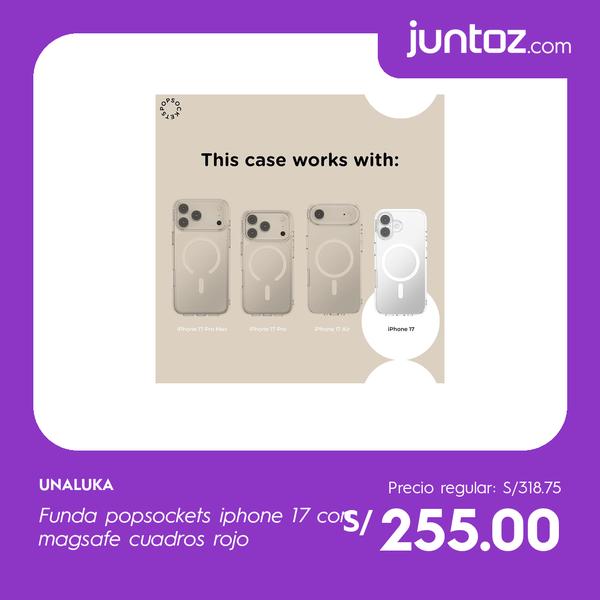 juntoz.com
POPSOCKETS
This case works with:
iPhone 17 Pro Max
iPhone 17 Pro
iPhone 17 Air
iPhone 17
UNALUKA
Precio regular: S/318.75
Funda popsockets iphone 17 con
magsafe cuadros rojo
S/ 255.00